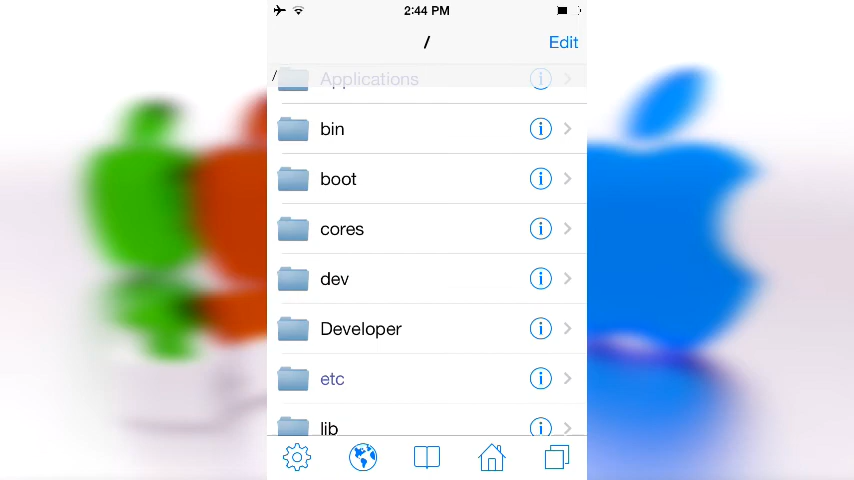 2:44 PM
/
Edit
/
Applications
bin
boot
cores
dev
Developer
etc
lib